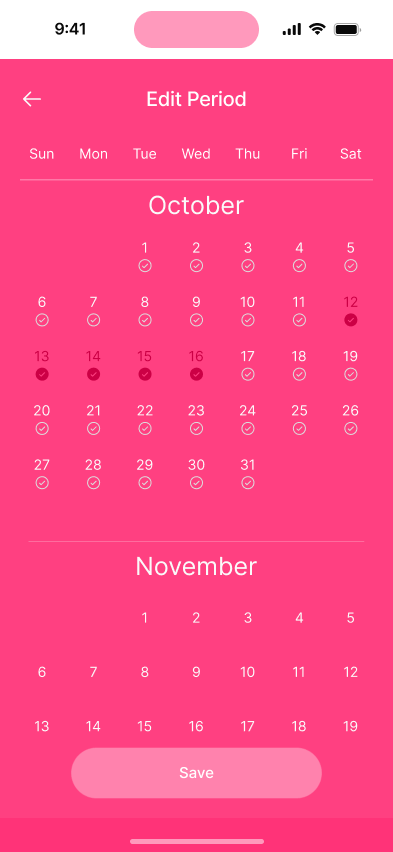 9:41
Edit Period
Sun Mon Tue Wed Thu Fri Sat
October
1 2 3 4 5
6 7 8 9 10 11 12
13 14 15 16 17 18 19
20 21 22 23 24 25 26
27 28 29 30 31
November
1 2 3 4 5
6 7 8 9 10 11 12
13 14 15 16 17 18 19
Save